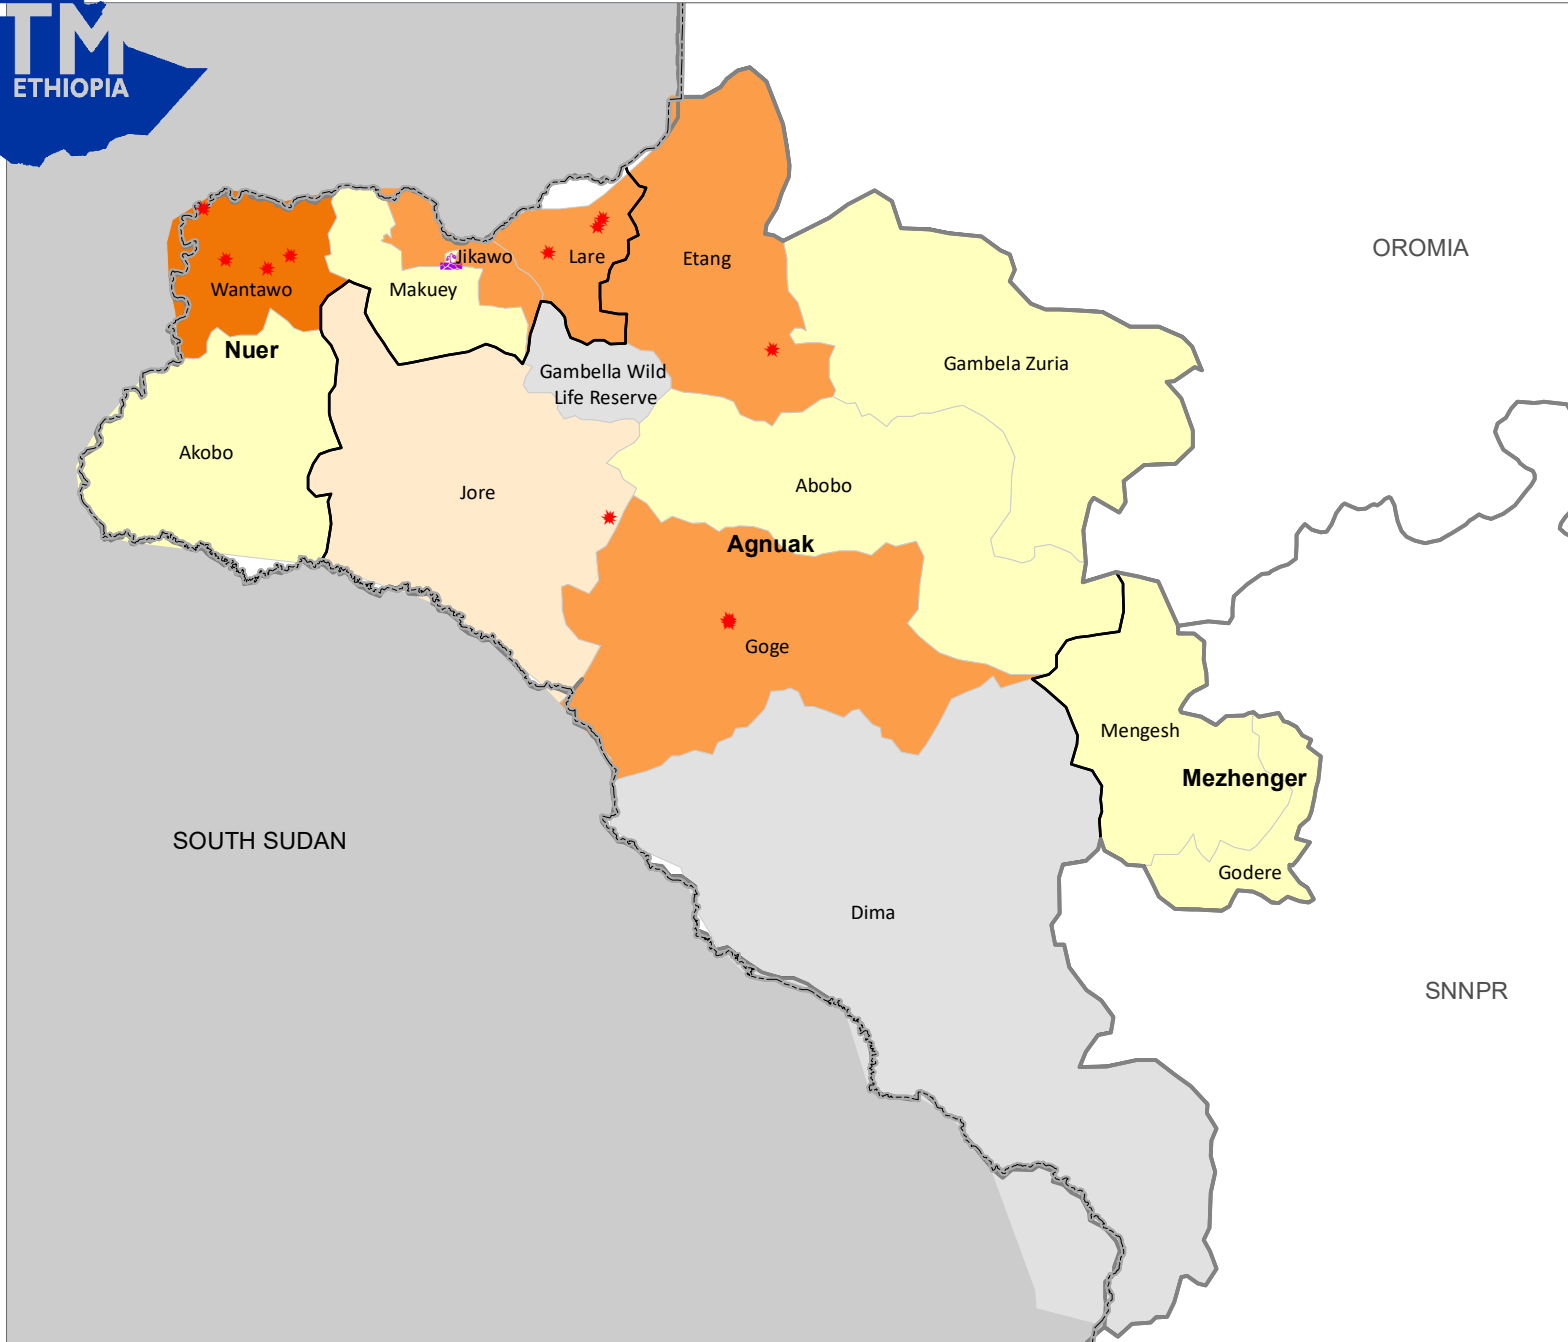 TM
ETHIOPIA
OROMIA
Jikawo
Lare
Etang
Wantawo
Makuey
Nuer
Gambella Wild
Life Reserve
Gambela Zuria
Akobo
Jore
Abobo
Agnuak
Goge
Mengesh
Mezhenger
SOUTH SUDAN
Godere
Dima
SNNPR